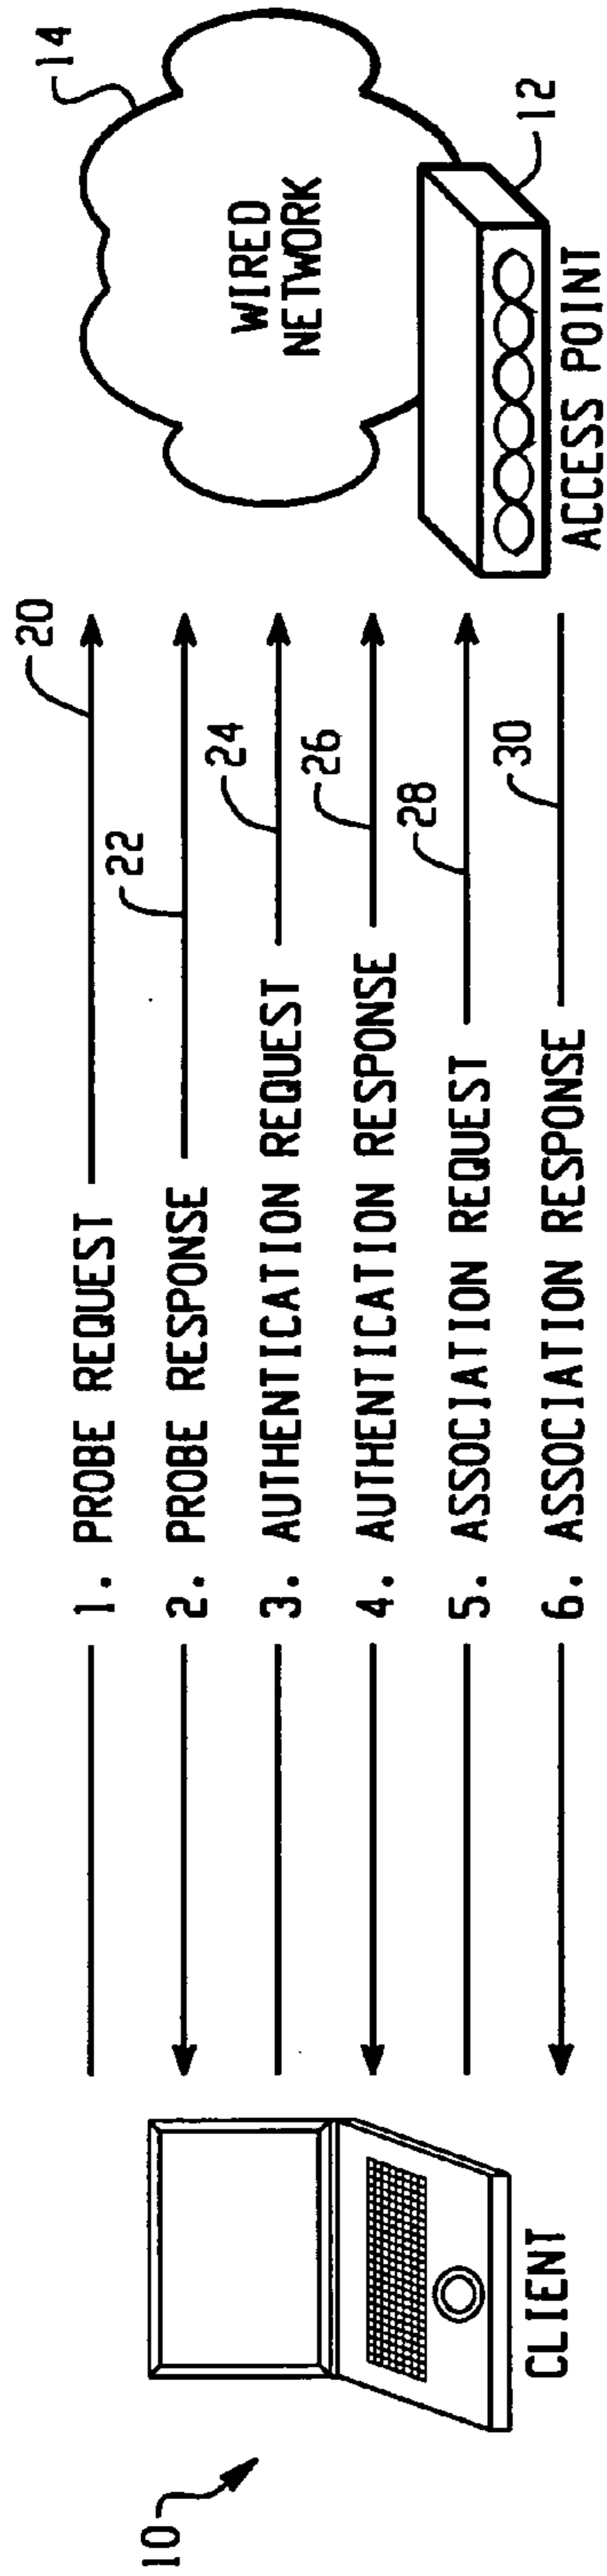 10
CLIENT
1. PROBE REQUEST
20
2. PROBE RESPONSE
22
3. AUTHENTICATION REQUEST
24
4. AUTHENTICATION RESPONSE
26
5. ASSOCIATION REQUEST
28
6. ASSOCIATION RESPONSE
30
14
WIRED
NETWORK
12
ACCESS POINT